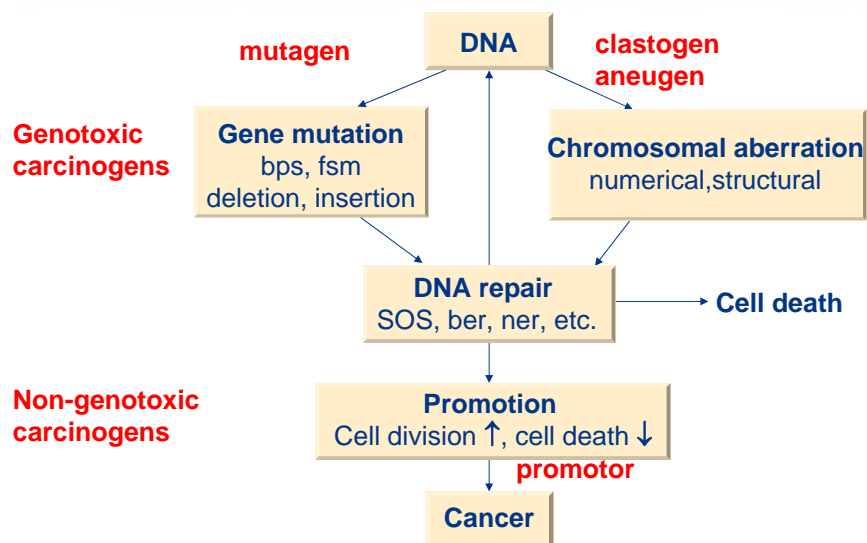 mutagen
DNA
clastogen
aneugen
Genotoxic
carcinogens
Gene mutation
bps, fsm
deletion, insertion
Chromosomal aberration
numerical,structural
DNA repair
SOS, ber, ner, etc.
Cell death
Non-genotoxic
carcinogens
Promotion
Cell division ↑, cell death ↓
promotor
Cancer